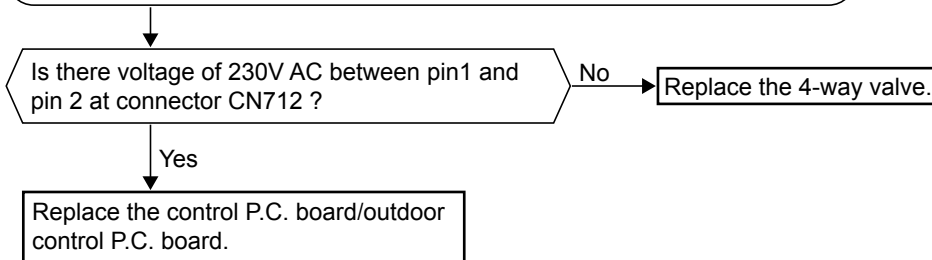 Is there voltage of 230V AC between pin1 and
pin 2 at connector CN712 ?
No
Replace the 4-way valve.
Yes
Replace the control P.C. board/outdoor
control P.C. board.